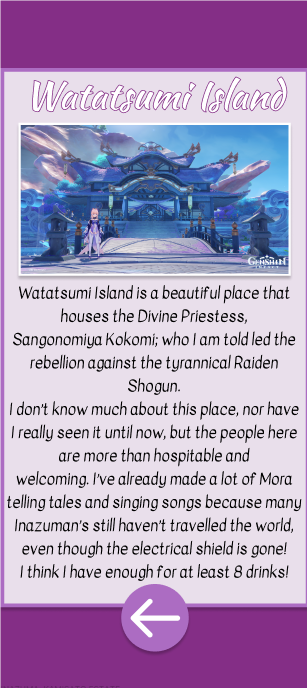 Watatsumi Island
GENSHIN
IMPACT
Watatsumi Island is a beautiful place that
houses the Divine Priestess,
Sangonomiya Kokomi; who I am told led the
rebellion against the tyrannical Raiden
Shogun.
I don't know much about this place, nor have
I really seen it until now, but the people here
are more than hospitable and
welcoming. I've already made a lot of Mora
telling tales and singing songs because many
Inazuman's still haven't travelled the world,
even though the electrical shield is gone!
I think I have enough for at least 8 drinks!